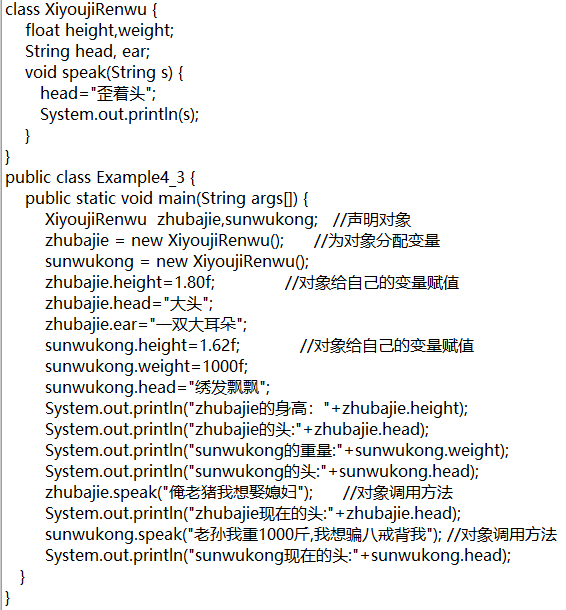 class XiyoujiRenwu {
float height,weight;
String head, ear;
void speak(String s) {
head="歪着头";
System.out.println(s);
}
}
public class Example4_3 {
public static void main(String args[]) {
XiyoujiRenwu  zhubajie,sunwukong;   //声明对象
zhubajie = new XiyoujiRenwu();      //为对象分配变量
sunwukong = new XiyoujiRenwu();
zhubajie.height=1.80f;              //对象给自己的变量赋值
zhubajie.head="大头";
zhubajie.ear="一双大耳朵";
sunwukong.height=1.62f;            //对象给自己的变量赋值
sunwukong.weight=1000f;
sunwukong.head="绣发飘飘";
System.out.println("zhubajie的身高："+zhubajie.height);
System.out.println("zhubajie的头:"+zhubajie.head);
System.out.println("sunwukong的重量:"+sunwukong.weight);
System.out.println("sunwukong的头:"+sunwukong.head);
zhubajie.speak("俺老猪我想娶媳妇");      //对象调用方法
System.out.println("zhubajie现在的头:"+zhubajie.head);
sunwukong.speak("老孙我重1000斤,我想骗八戒背我"); //对象调用方法
System.out.println("sunwukong现在的头:"+sunwukong.head);
}
}